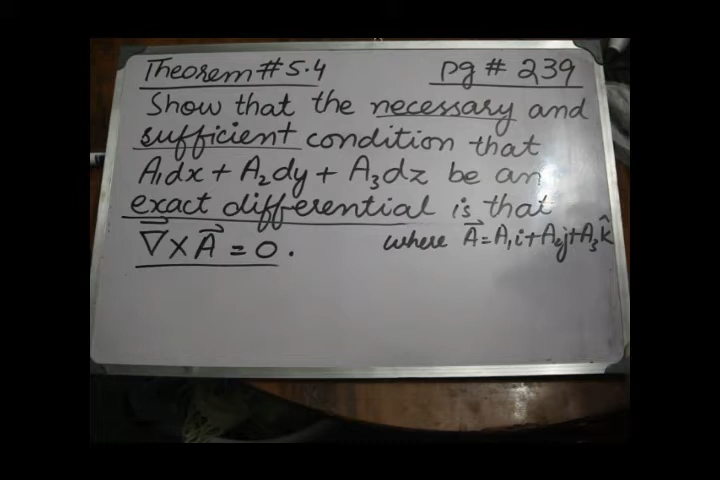 Theorem # 5.4 pg # 239
Show that the necessary and
sufficient condition that
A₁dx + A₂dy + A₃dz be an
exact differential is that
∇⃗ × A⃗ = 0. where A⃗ = A₁i + A₂j + A₃k̂